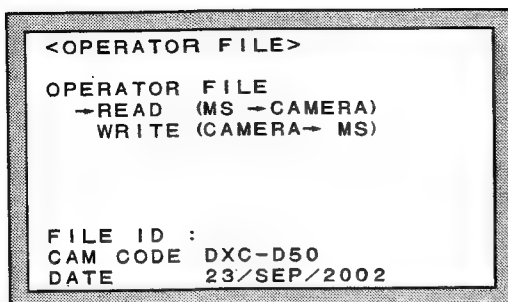 <OPERATOR FILE>
OPERATOR FILE
→READ (MS →CAMERA)
WRITE (CAMERA→ MS)
FILE ID :
CAM CODE DXC-D50
DATE 23/SEP/2002